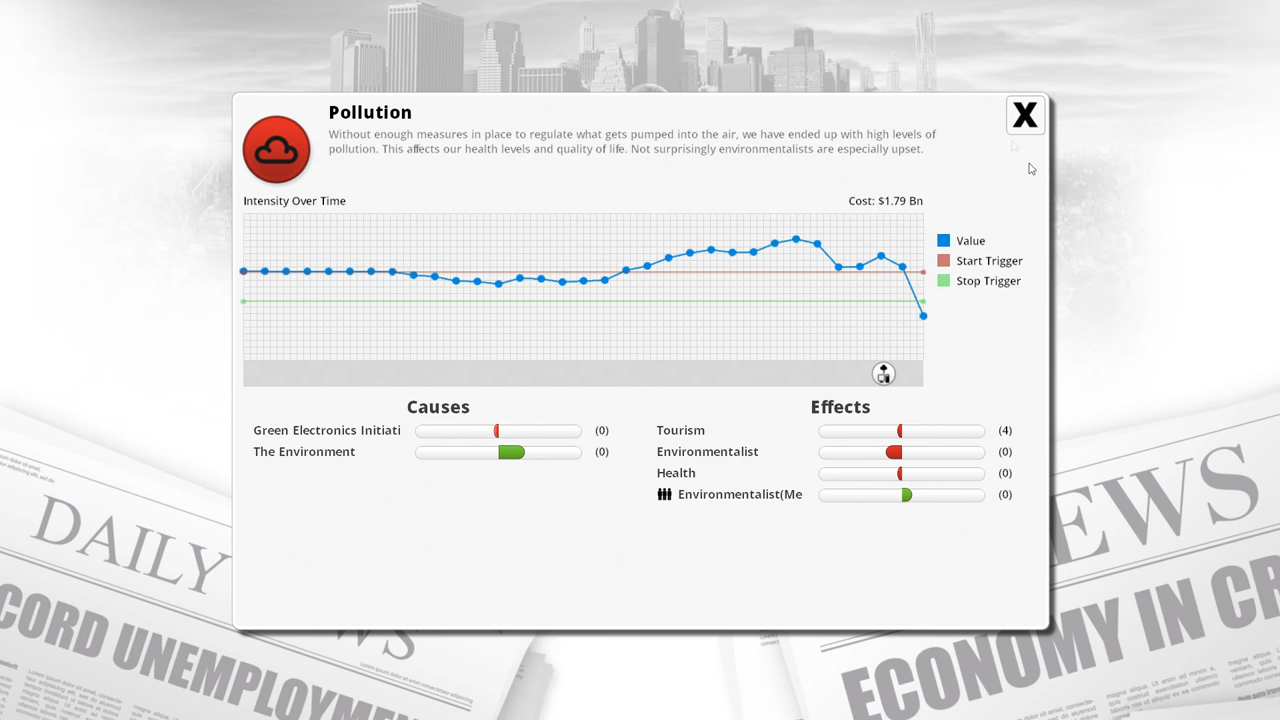 Pollution
X
Without enough measures in place to regulate what gets pumped into the air, we have ended up with high levels of
pollution. This affects our health levels and quality of life. Not surprisingly environmentalists are especially upset.
Intensity Over Time
Cost: $1.79 Bn
Value
Start Trigger
Stop Trigger
Causes
Green Electronics Initiati (0)
The Environment (0)
Effects
Tourism (4)
Environmentalist (0)
Health (0)
Environmentalist(Me (0)
DAILY
WS
CORD UNEMPLOYME
EWS
ECONOMY IN CR